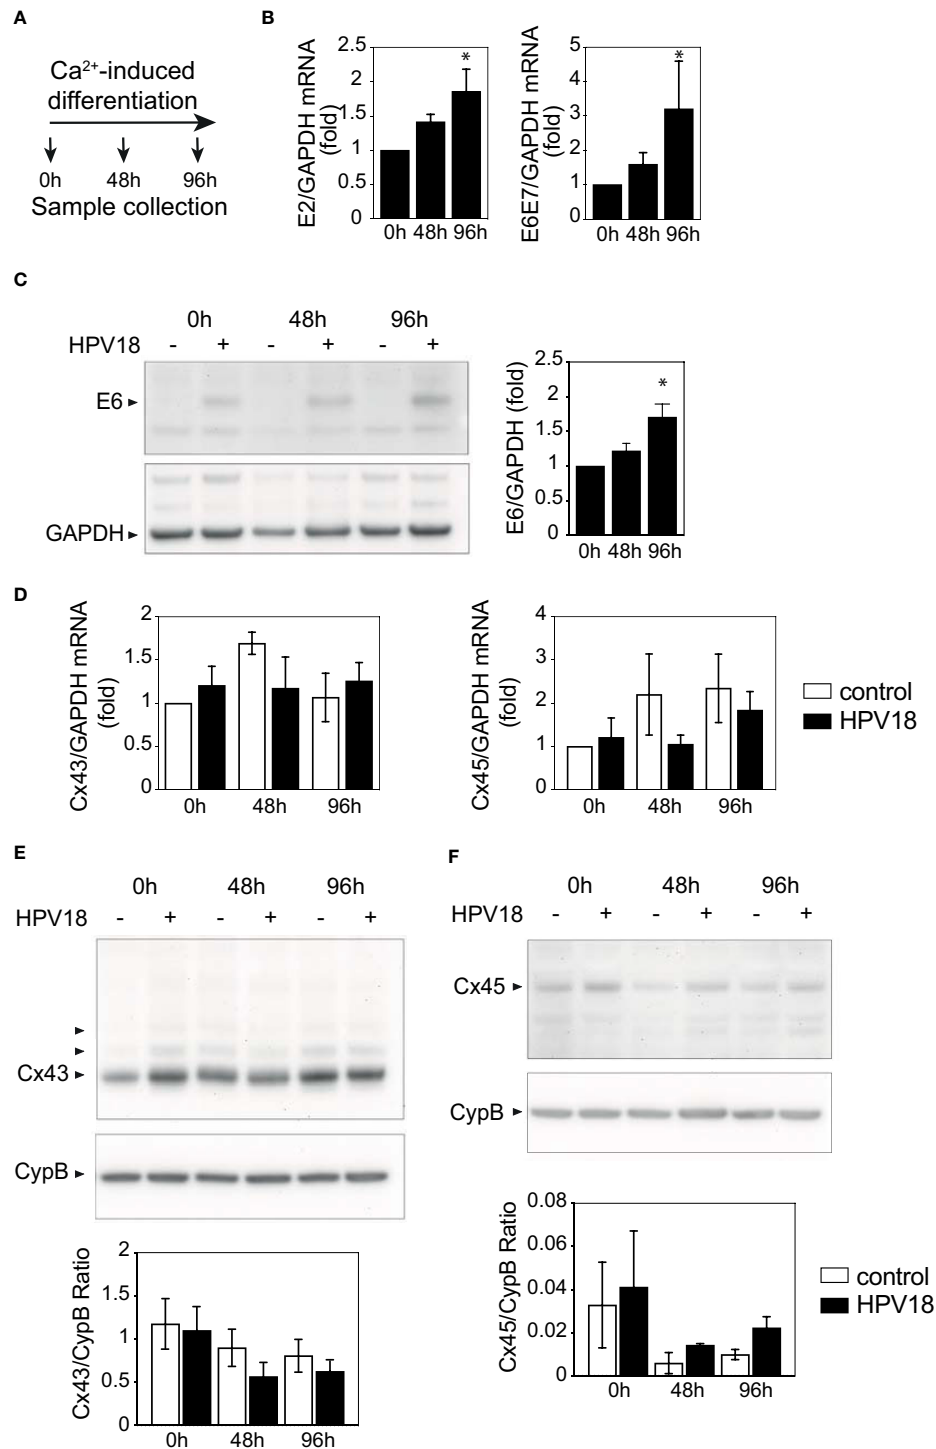 A
Ca²⁺-induced
differentiation
0h 48h 96h
Sample collection
B
E2/GAPDH mRNA
(fold)
2.5
2
1.5
1
0.5
0
0h 48h 96h
*
E6E7/GAPDH mRNA
(fold)
5
4
3
2
1
0
0h 48h 96h
*
C
0h 48h 96h
HPV18 - + - + - +
E6
GAPDH
E6/GAPDH (fold)
2.5
2
1.5
1
0.5
0
0h 48h 96h
*
D
Cx43/GAPDH mRNA
(fold)
2
1.5
1
0.5
0
0h 48h 96h
Cx45/GAPDH mRNA
(fold)
4
3
2
1
0
0h 48h 96h
control
HPV18
E
0h 48h 96h
HPV18 - + - + - +
Cx43
CypB
Cx43/CypB Ratio
2
1.5
1
0.5
0
0h 48h 96h
F
0h 48h 96h
HPV18 - + - + - +
Cx45
CypB
Cx45/CypB Ratio
0.08
0.06
0.04
0.02
0
0h 48h 96h
control
HPV18